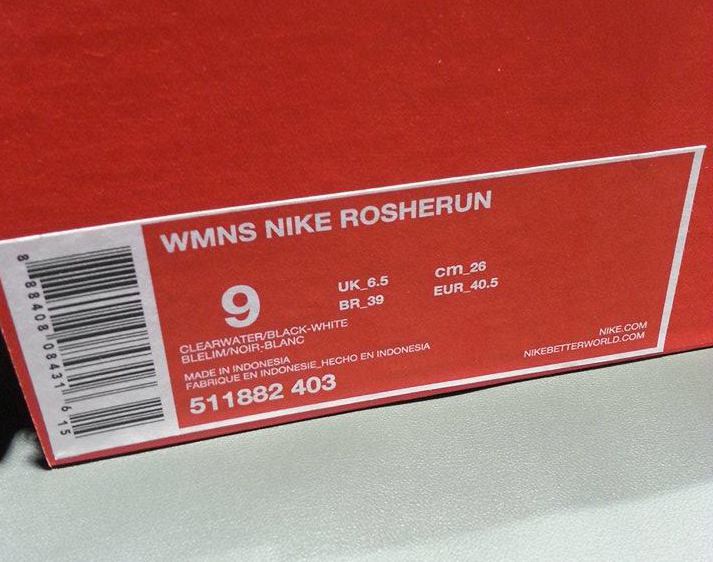 WMNS NIKE ROSHERUN
9
UK_6.5 cm_26
BR_39 EUR_40.5
CLEARWATER/BLACK-WHITE
BLELIM/NOIR-BLANC
MADE IN INDONESIA
FABRIQUE EN INDONESIE_HECHO EN INDONESIA
511882 403
NIKE.COM
NIKEBETTERWORLD.COM
8 88408 08431 6 15